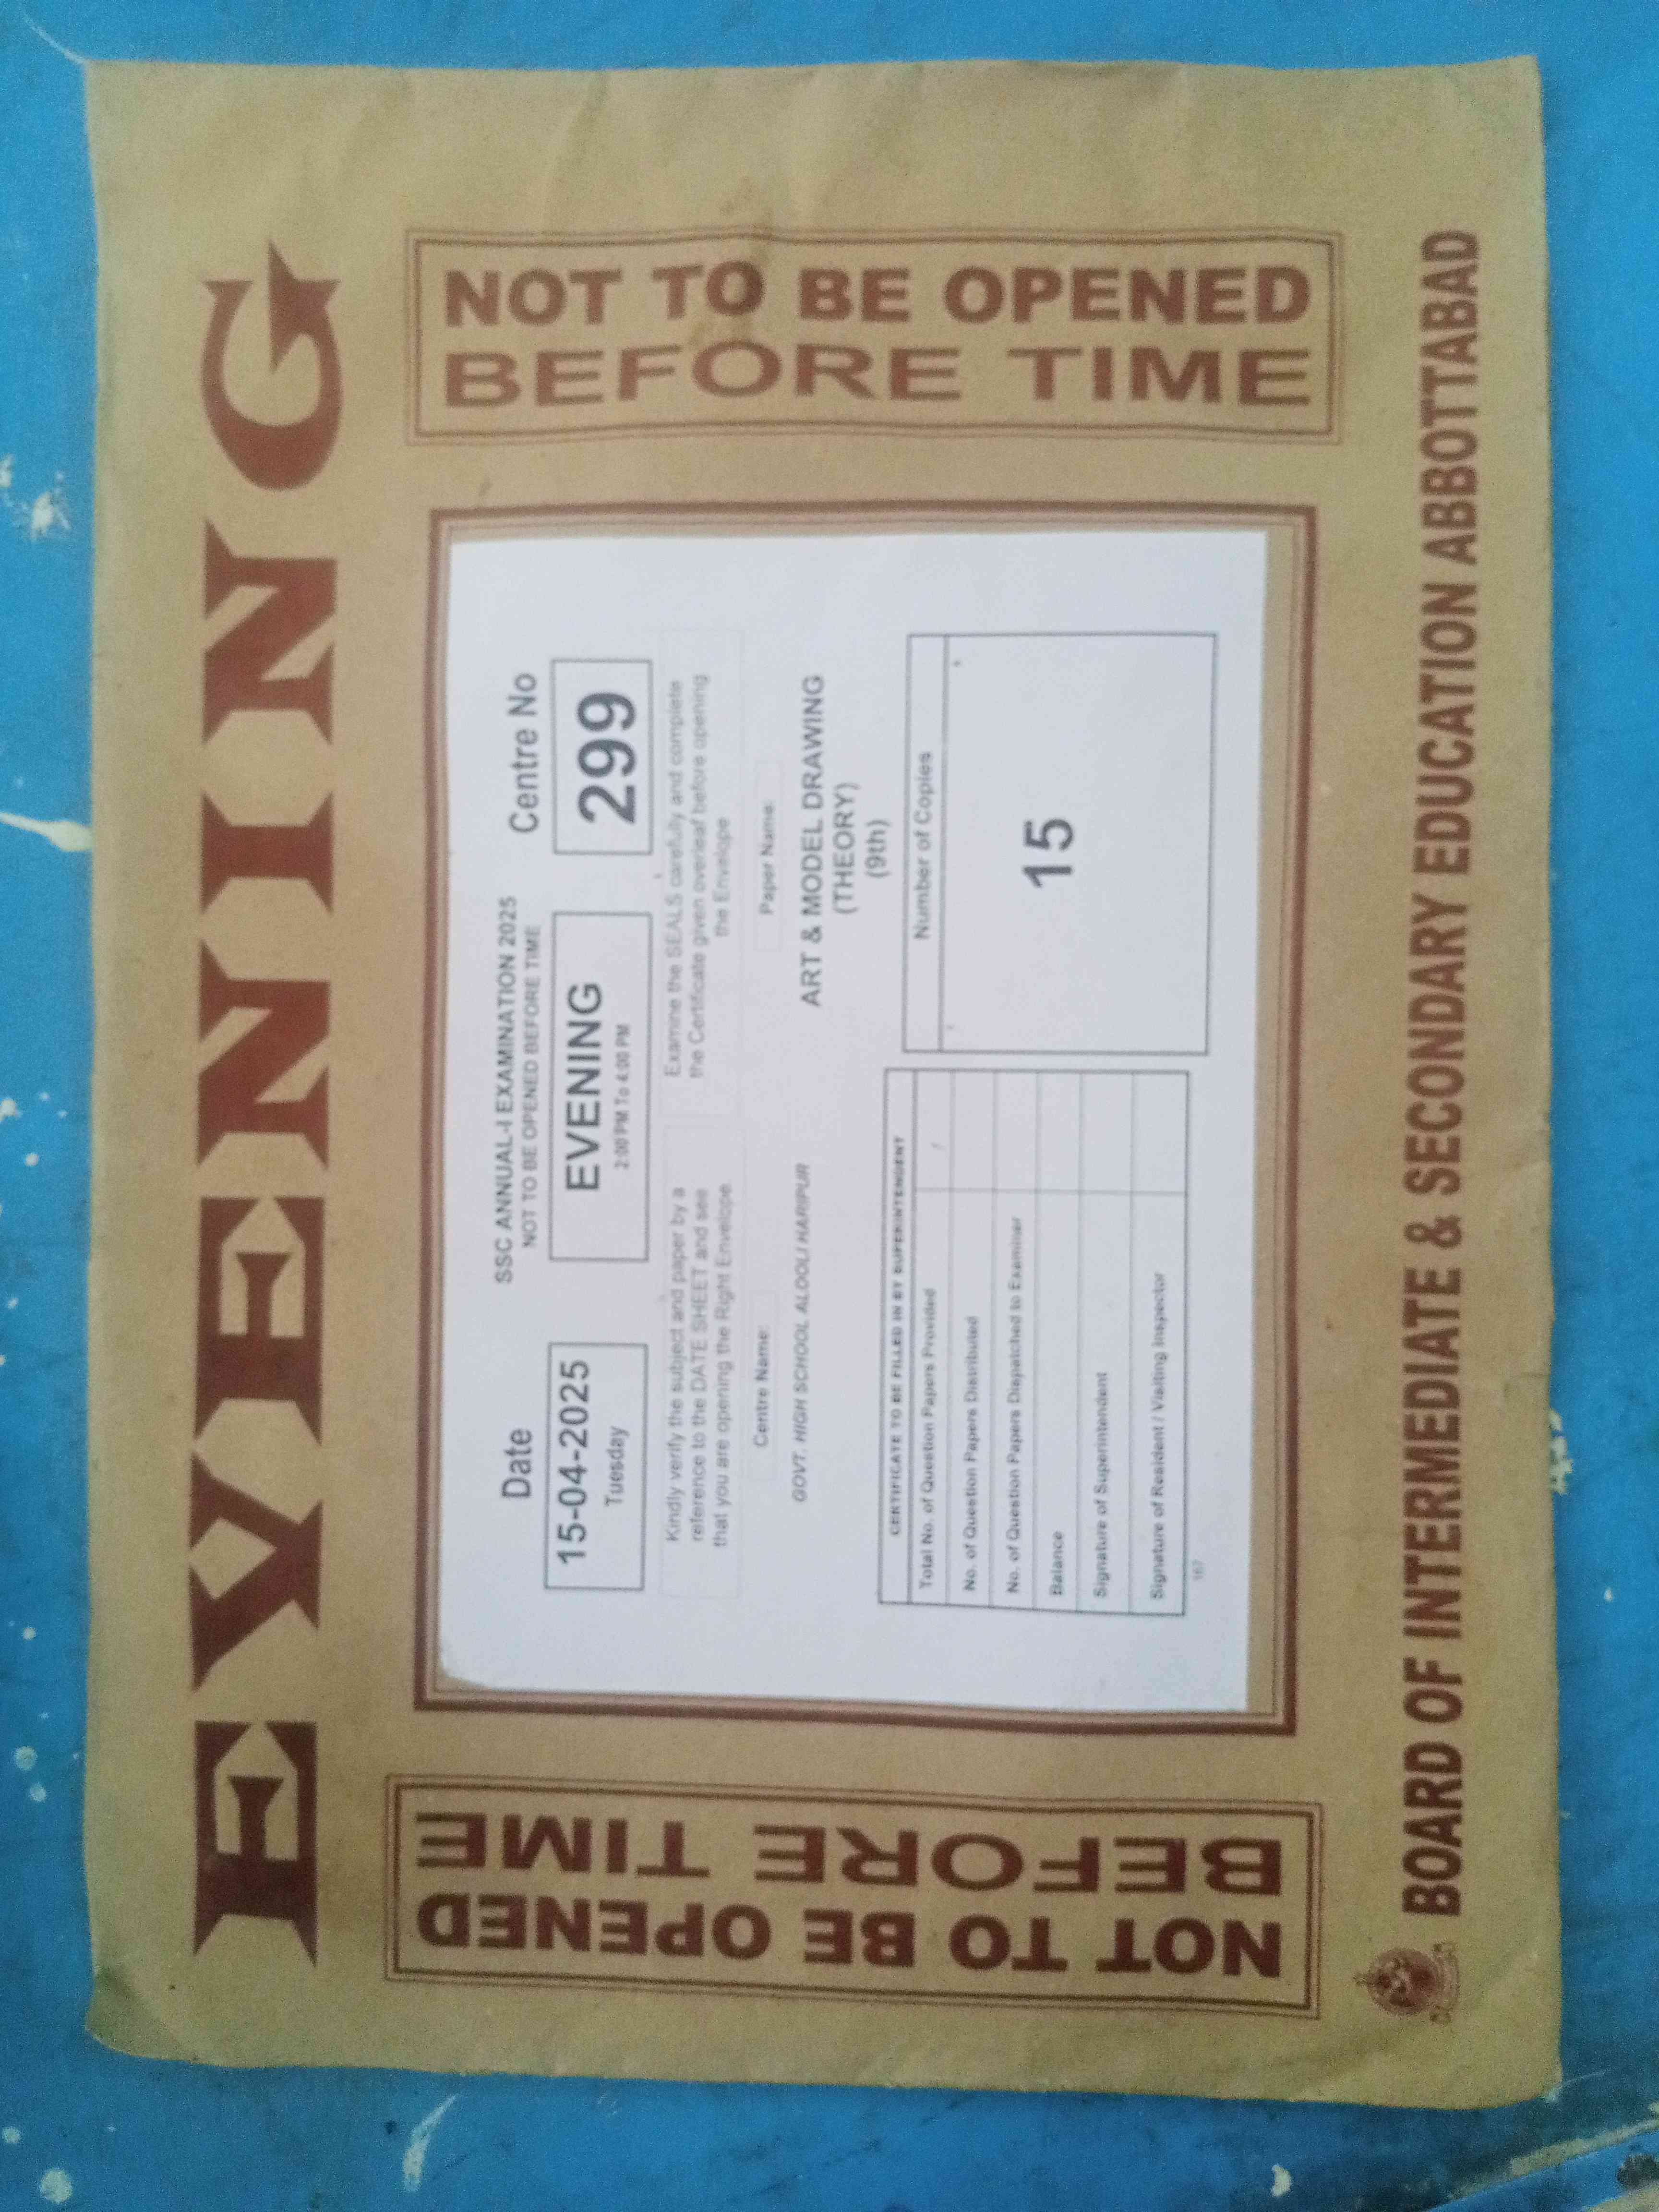 EVENING
NOT TO BE OPENED
BEFORE TIME
SSC ANNUAL-I EXAMINATION 2025
NOT TO BE OPENED BEFORE TIME
Date
15-04-2025
Tuesday
EVENING
2:00 PM To 4:00 PM
Centre No
299
Kindly verify the subject and paper by a
reference to the DATE SHEET and see
that you are opening the Right Envelope.
Examine the SEALS carefully and complete
the Certificate given overleaf before opening
the Envelope
Centre Name:
GOVT. HIGH SCHOOL ALOOLI HARIPUR
Paper Name:
ART & MODEL DRAWING
(THEORY)
(9th)
CERTIFICATE TO BE FILLED IN BY SUPERINTENDENT
Total No. of Question Papers Provided
No. of Question Papers Distributed
No. of Question Papers Dispatched to Examiner
Balance
Signature of Superintendent
Signature of Resident / Visiting Inspector
Number of Copies
15
NOT TO BE OPENED
BEFORE TIME
BOARD OF INTERMEDIATE & SECONDARY EDUCATION ABBOTTABAD